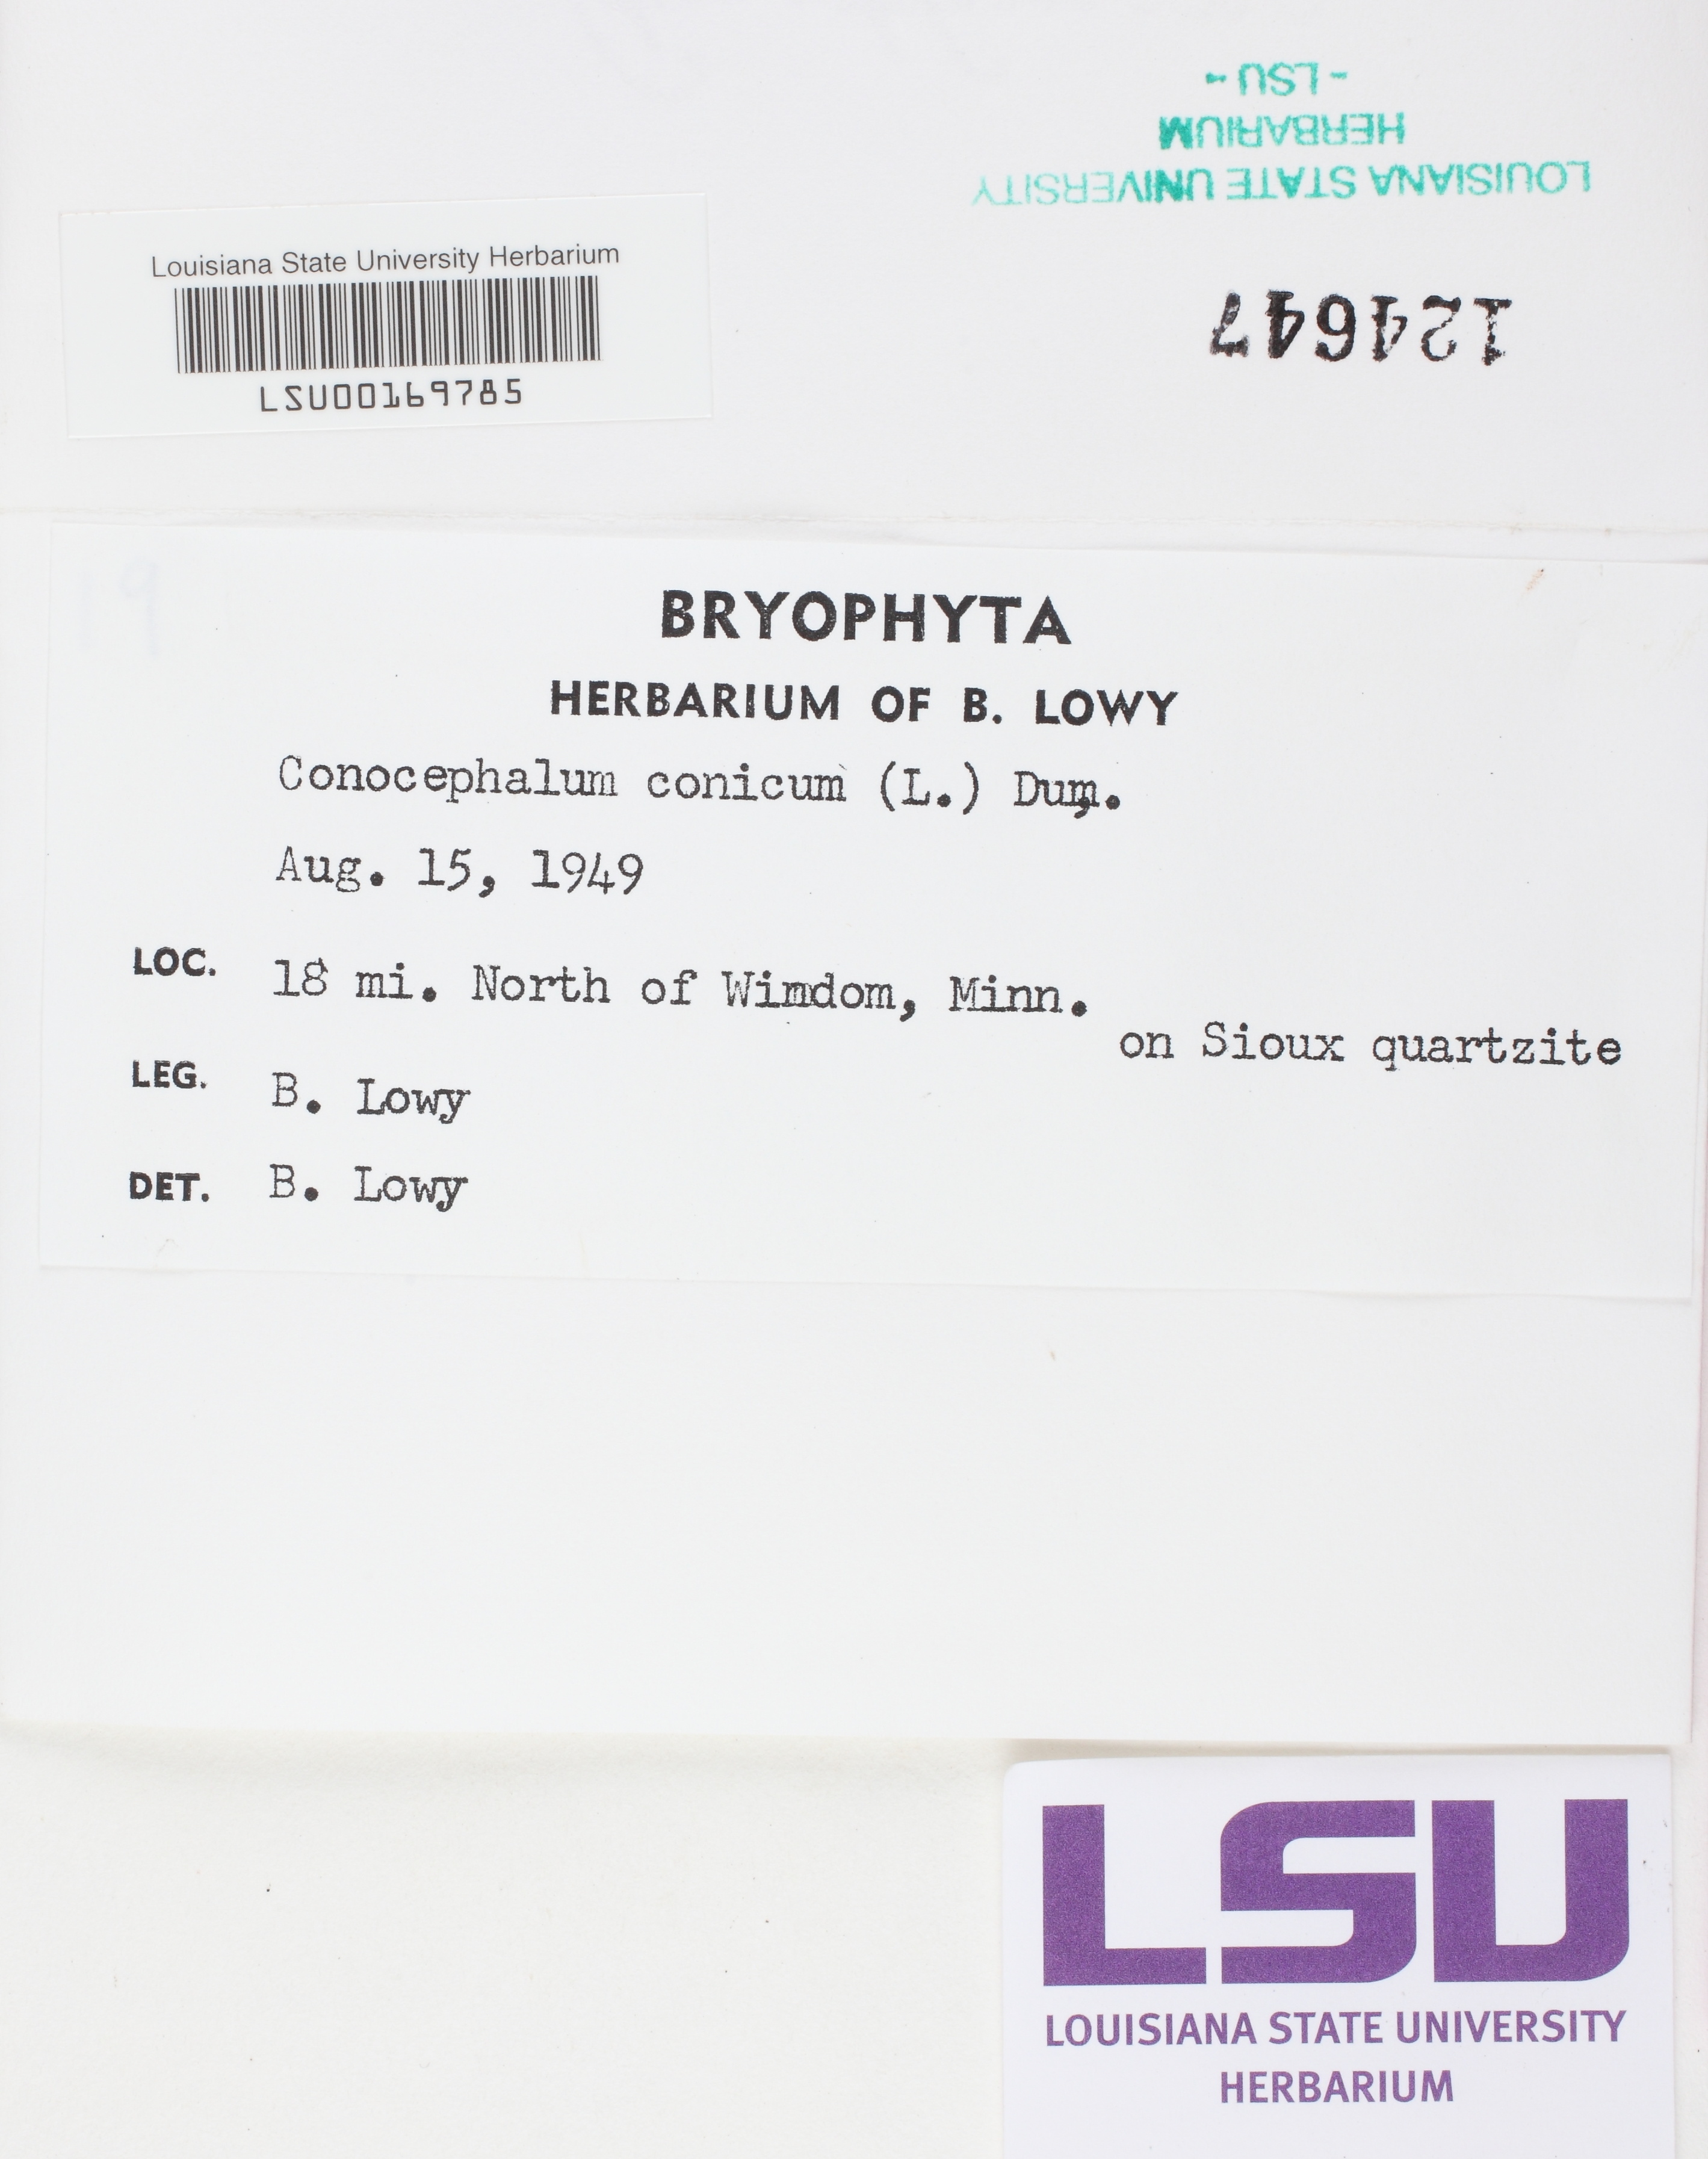 - LSU -
HERBARIUM
LOUISIANA STATE UNIVERSITY
124647
Louisiana State University Herbarium
LSU00169785
BRYOPHYTA
HERBARIUM OF B. LOWY
Conocephalum conicum (L.) Dum.
Aug. 15, 1949
LOC. 18 mi. North of Windom, Minn.
on Sioux quartzite
LEG. B. Lowy
DET. B. Lowy
LSU
LOUISIANA STATE UNIVERSITY
HERBARIUM